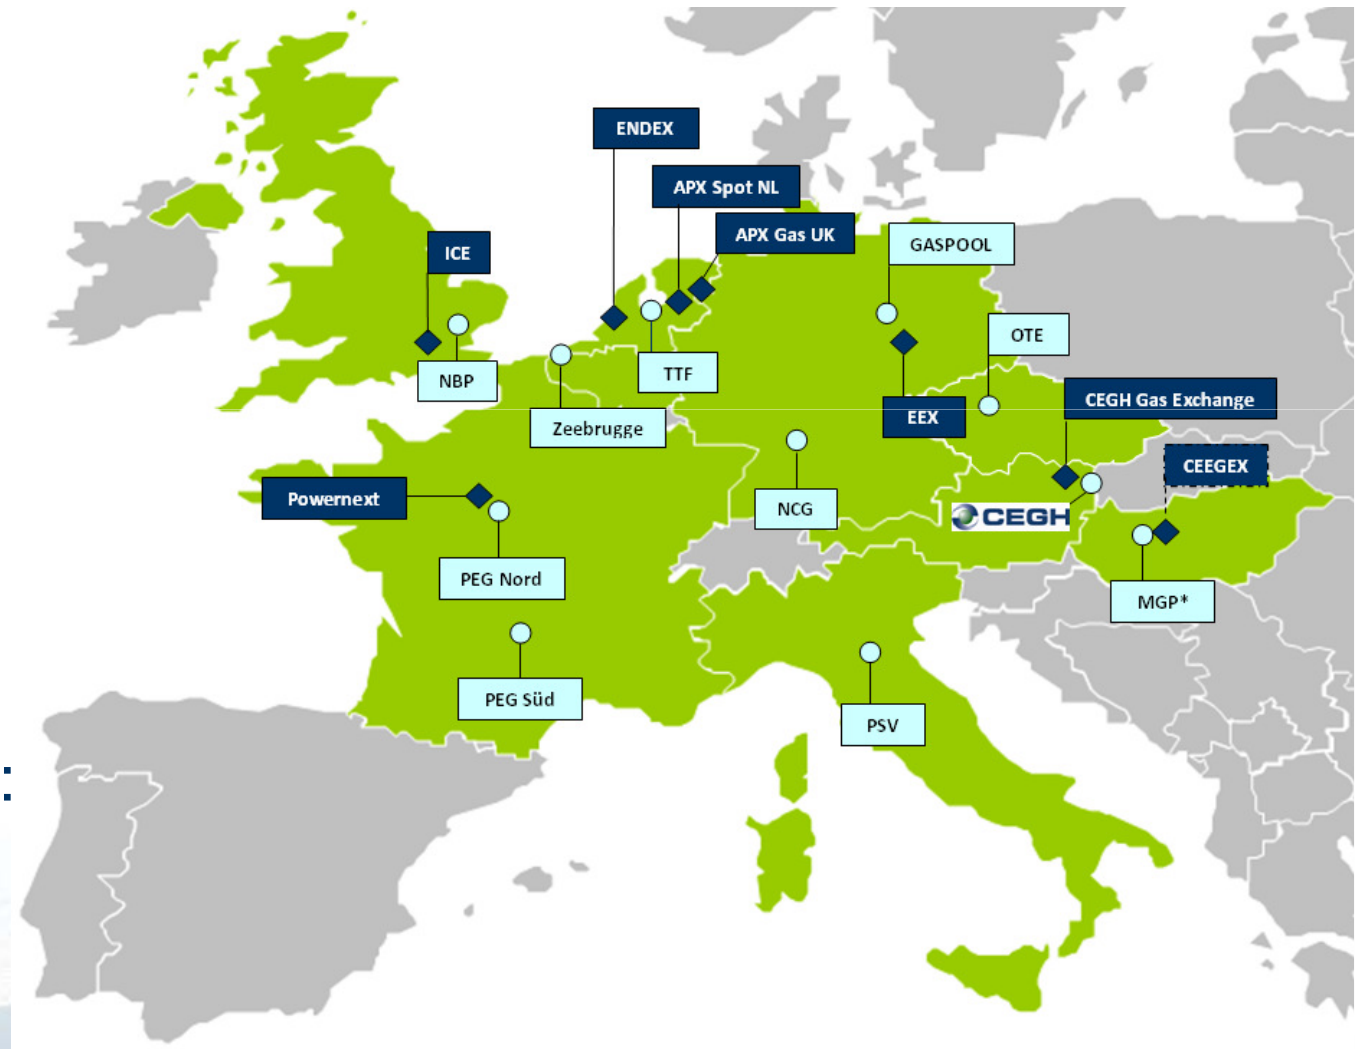 ENDEX
APX Spot NL
APX Gas UK
GASPOOL
ICE
OTE
NBP
TTF
CEGH Gas Exchange
EEX
Zeebrugge
CEEGEX
Powernext
NCG
CEGH
PEG Nord
MGP*
PEG Süd
PSV
: